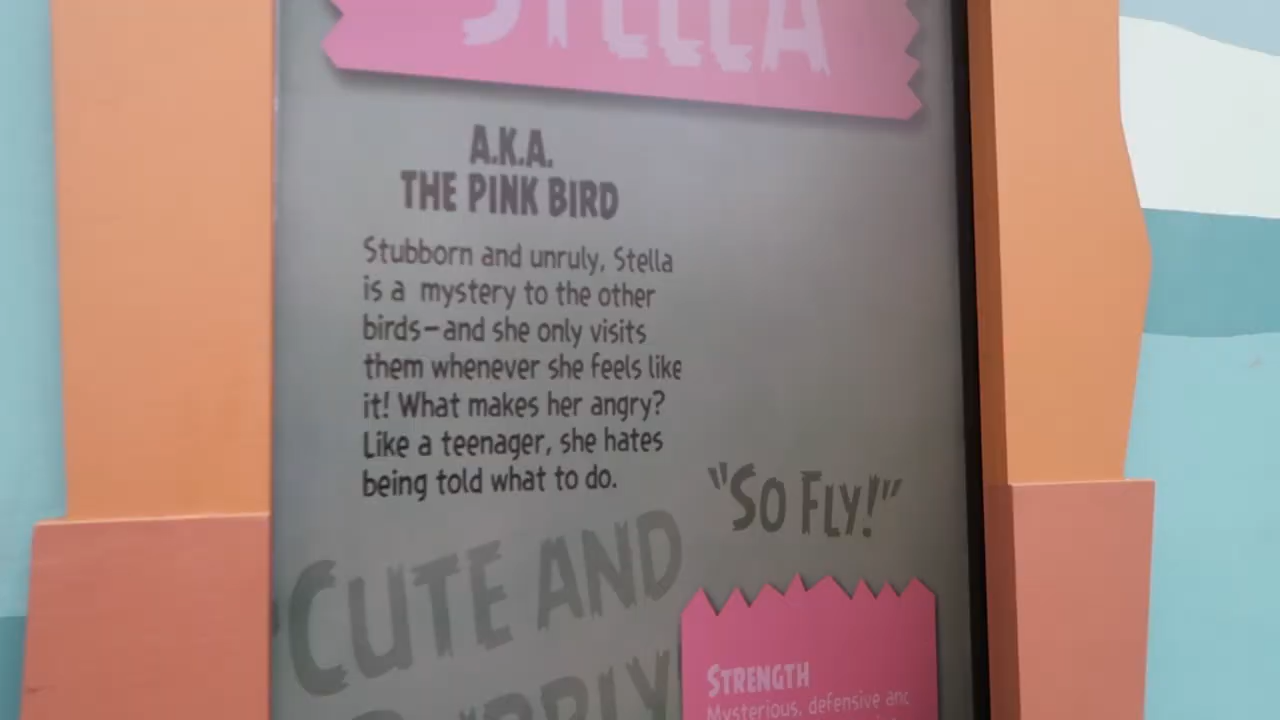 STELLA
A.K.A.
THE PINK BIRD
Stubborn and unruly, Stella
is a mystery to the other
birds—and she only visits
them whenever she feels like
it! What makes her angry?
Like a teenager, she hates
being told what to do.
"SO FLY!"
CUTE AND
STRENGTH
Mysterious, defensive and